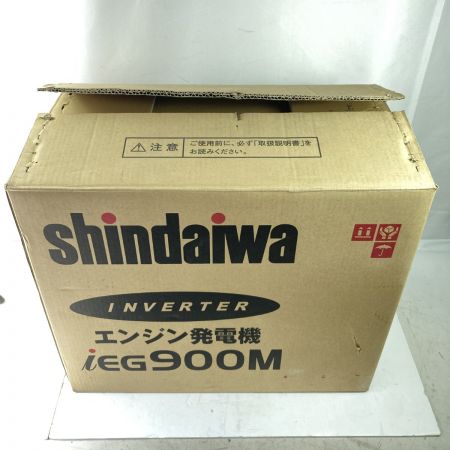 ⚠注意
ご使用前に、必ず「取扱説明書」を
お読みください。
shindaiwa
INVERTER
エンジン発電機
iEG900M